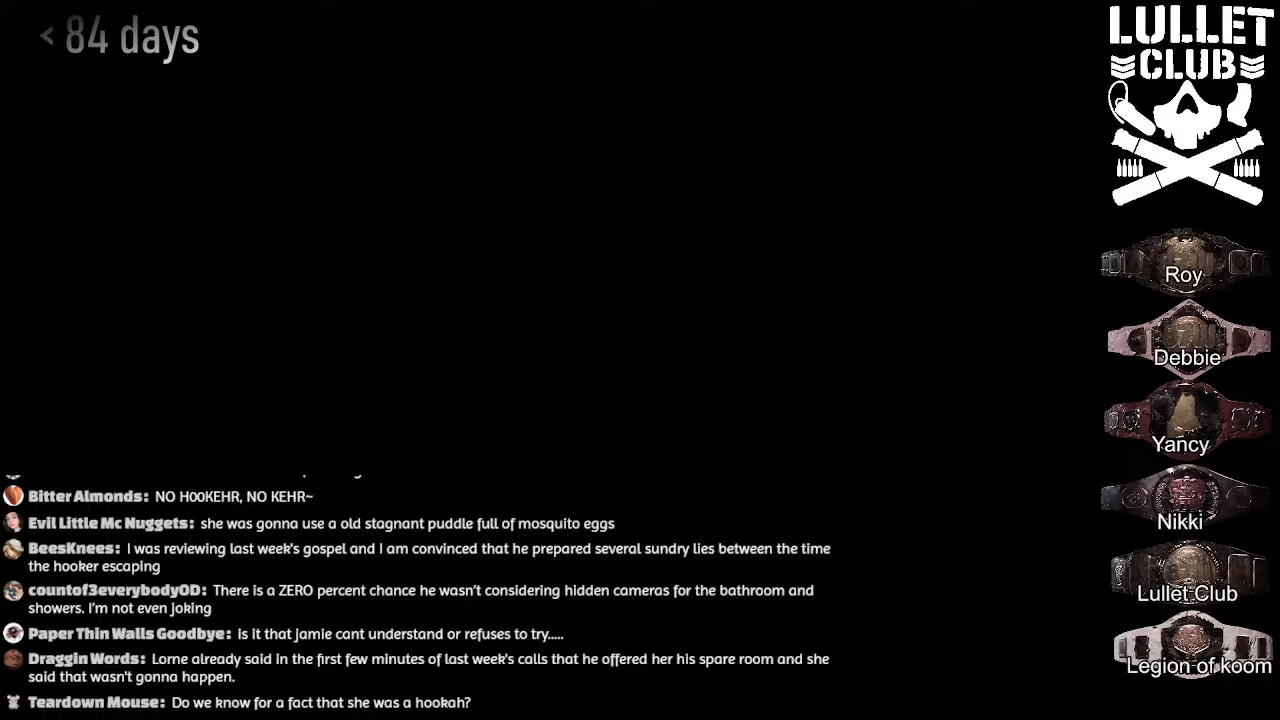 < 84 days
LULLET
CLUB
Roy
Debbie
Yancy
Nikki
Lullet Club
Legion of koom
Bitter Almonds: NO HOOKEHR, NO KEHR~
Evil Little Mc Nuggets: she was gonna use a old stagnant puddle full of mosquito eggs
BeesKnees: I was reviewing last week's gospel and I am convinced that he prepared several sundry lies between the time
the hooker escaping
countof3everybodyOD: There is a ZERO percent chance he wasn't considering hidden cameras for the bathroom and
showers. I'm not even joking
Paper Thin Walls Goodbye: is it that jamie cant understand or refuses to try.....
Draggin Words: Lorne already said in the first few minutes of last week's calls that he offered her his spare room and she
said that wasn't gonna happen.
Teardown Mouse: Do we know for a fact that she was a hookah?